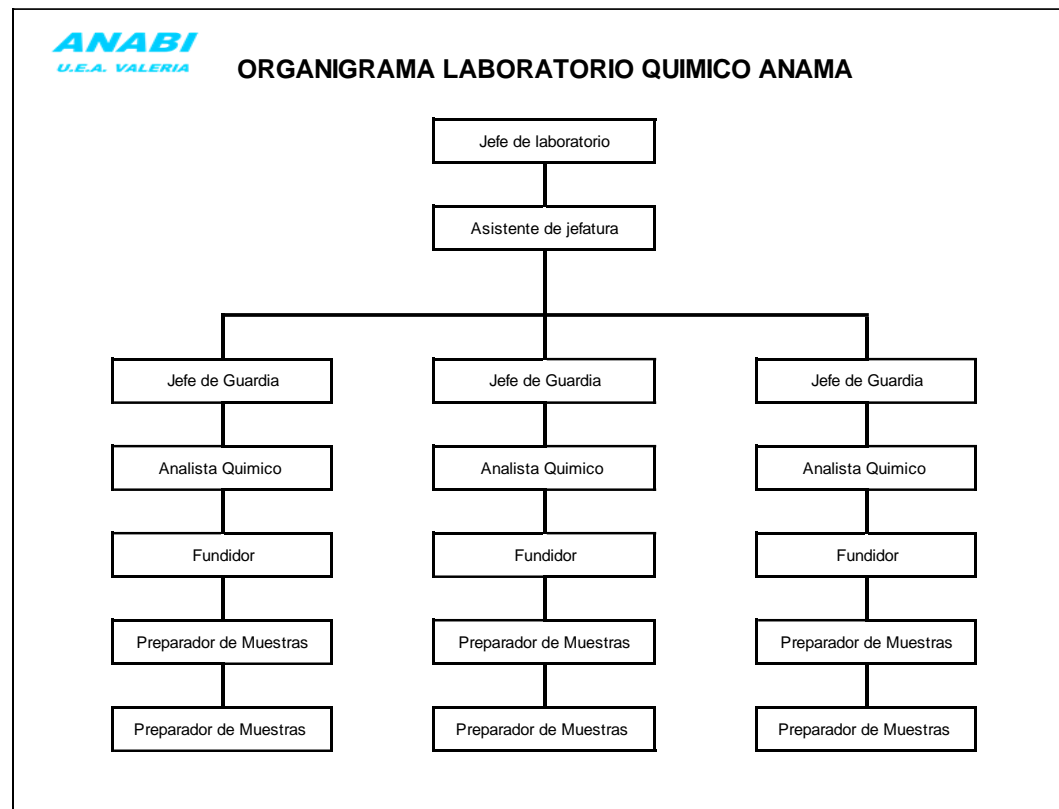 ANABI
U.E.A. VALERIA
ORGANIGRAMA LABORATORIO QUIMICO ANAMA
Jefe de laboratorio
Asistente de jefatura
Jefe de Guardia
Jefe de Guardia
Jefe de Guardia
Analista Quimico
Analista Quimico
Analista Quimico
Fundidor
Fundidor
Fundidor
Preparador de Muestras
Preparador de Muestras
Preparador de Muestras
Preparador de Muestras
Preparador de Muestras
Preparador de Muestras